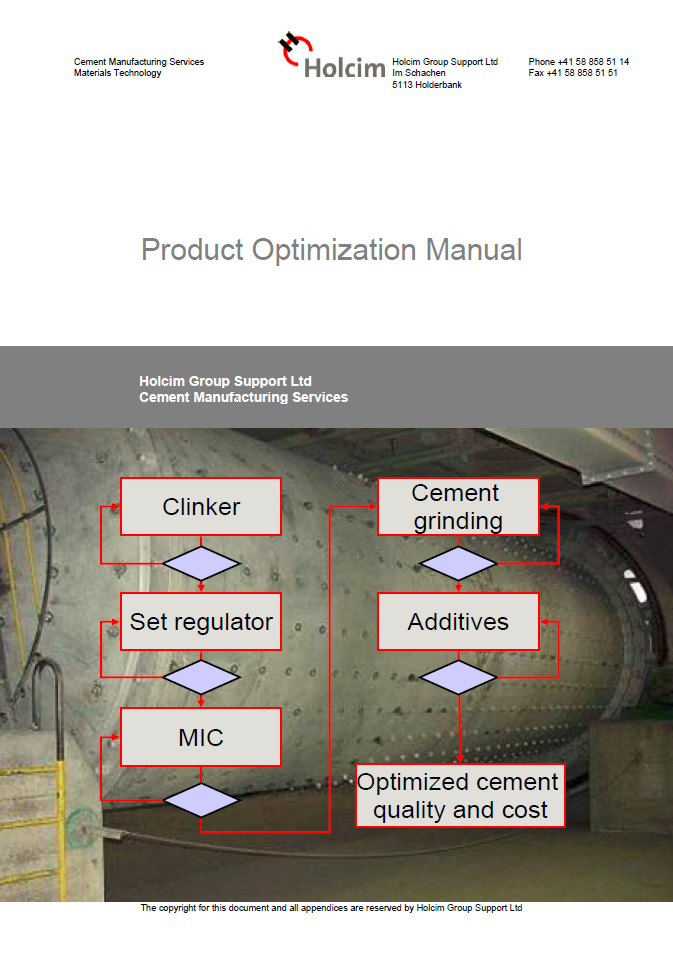 Cement Manufacturing Services
Materials Technology
Holcim
Holcim Group Support Ltd
Im Schachen
5113 Holderbank
Phone +41 58 858 51 14
Fax +41 58 858 51 51
Product Optimization Manual
Holcim Group Support Ltd
Cement Manufacturing Services
Clinker
Set regulator
MIC
Cement
grinding
Additives
Optimized cement
quality and cost
The copyright for this document and all appendices are reserved by Holcim Group Support Ltd